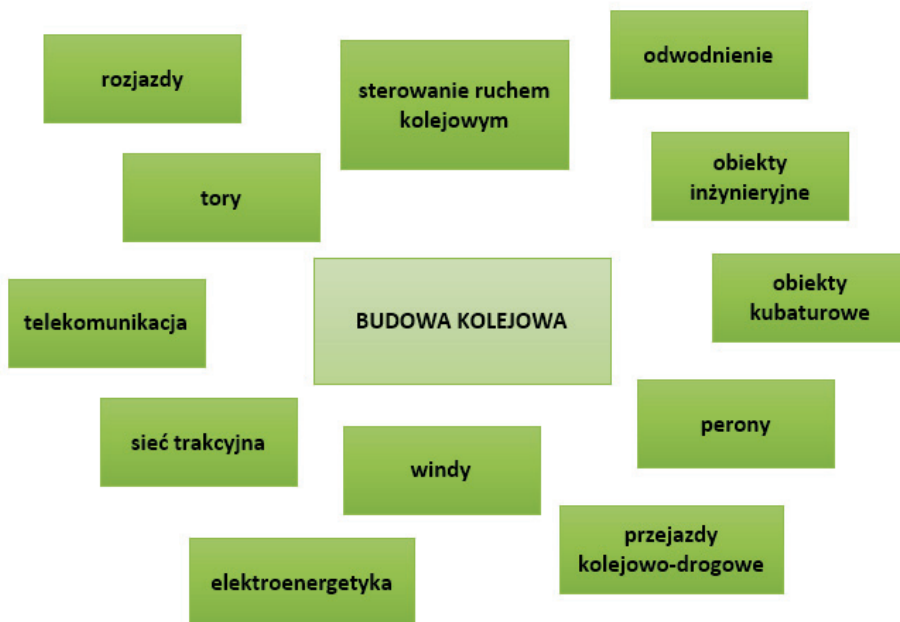 rozjazdy
sterowanie ruchem
kolejowym
odwodnienie
tory
obiekty
inżynieryjne
telekomunikacja
BUDOWA KOLEJOWA
obiekty
kubaturowe
sieć trakcyjna
windy
perony
elektroenergetyka
przejazdy
kolejowo-drogowe